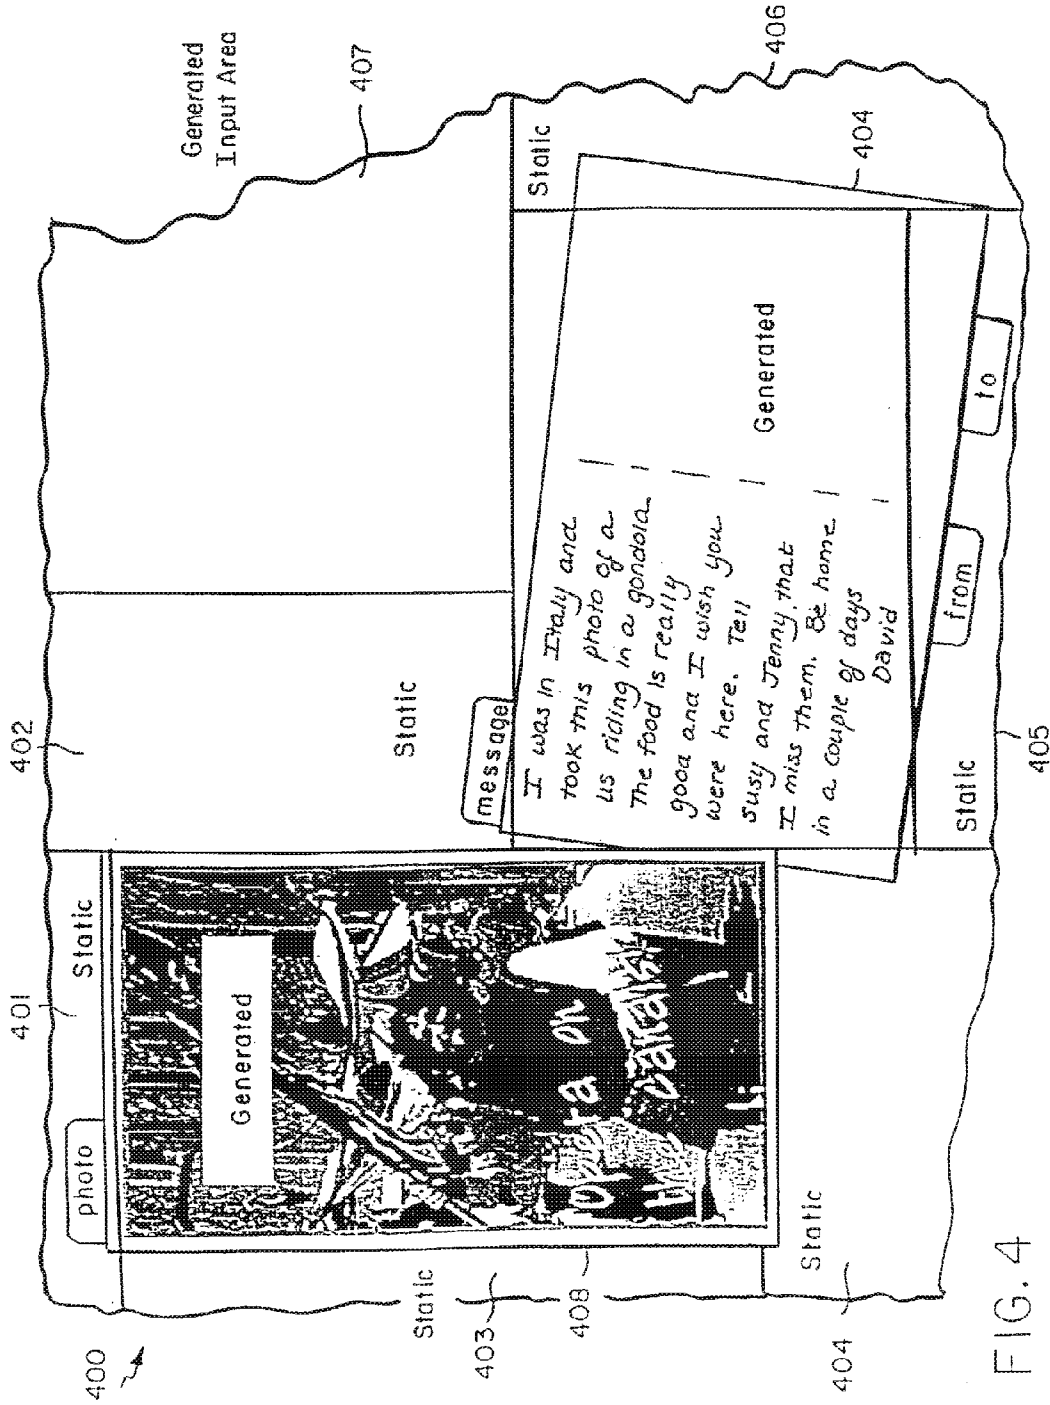 401
402
400
photo
Static
Generated
Input Area
407
Generated
Static
Static
403
408
message
Static
I was in Italy and
took this photo of a
us riding in a gondola
The food is really
good and I wish you
were here. Tell
susy and Jenny that
I miss them. Be home
in a couple of days
David
Generated
406
404
Static
404
from
to
Static
405
FIG. 4